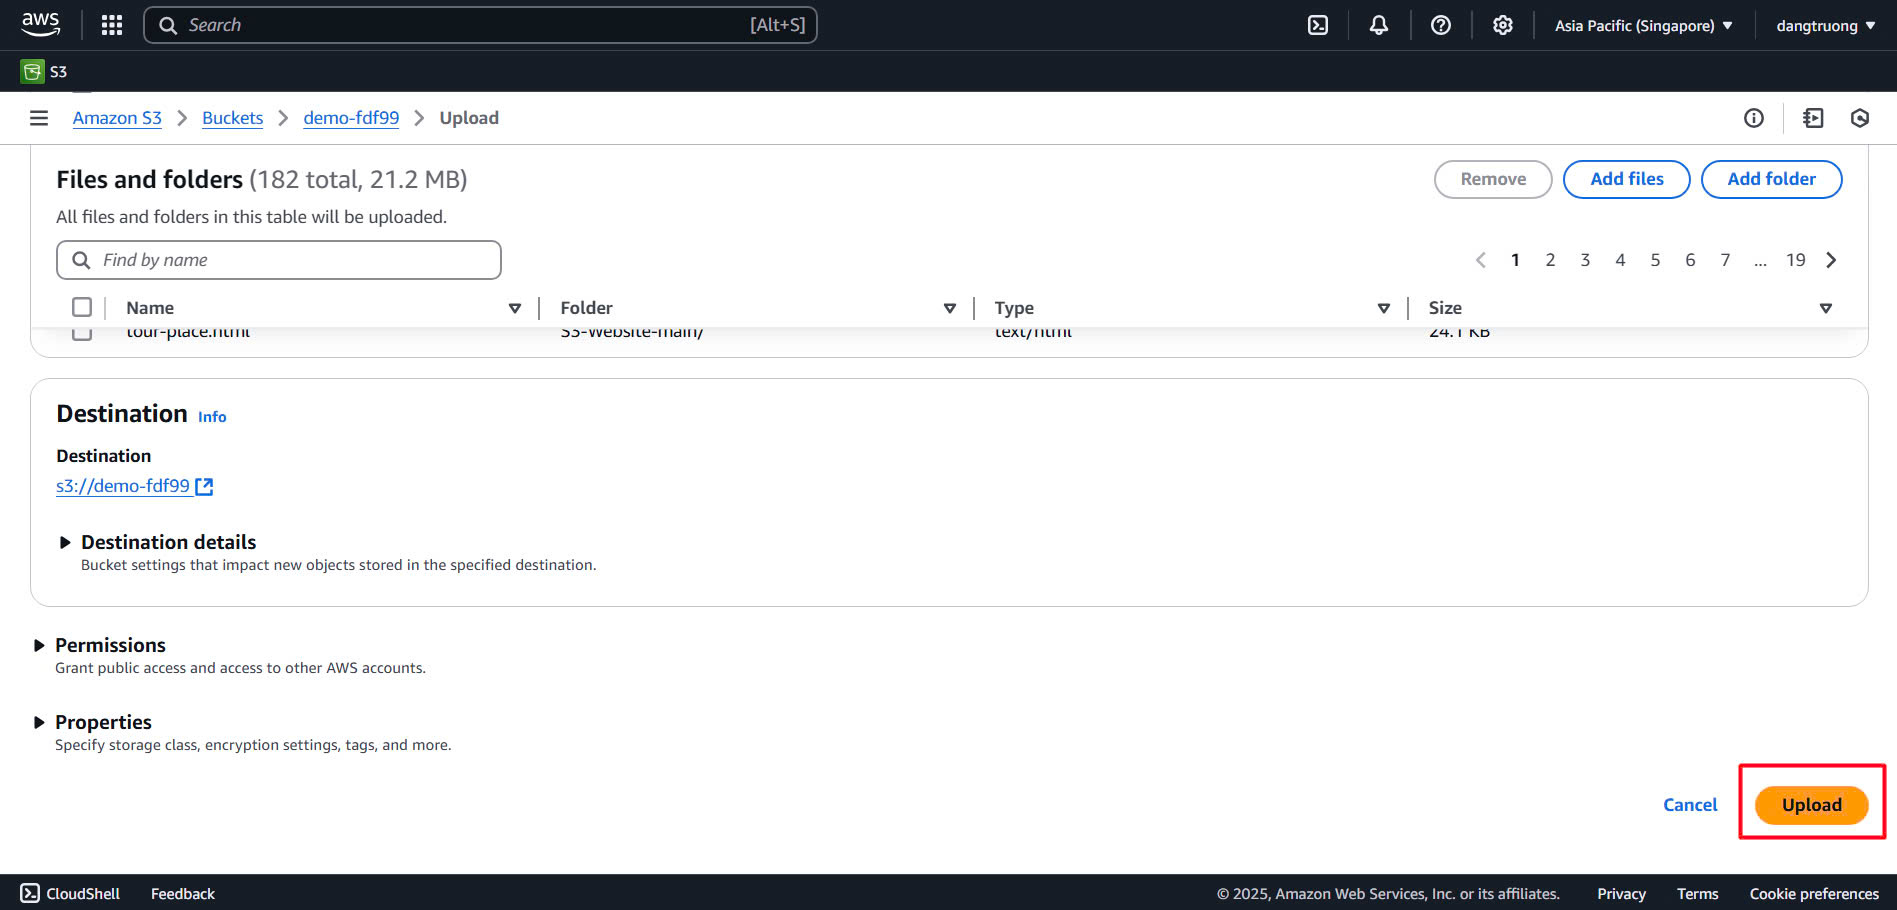 aws Search [Alt+S] Asia Pacific (Singapore) dangtruong
S3
Amazon S3 Buckets demo-fdf99 Upload
Files and folders (182 total, 21.2 MB) Remove Add files Add folder
All files and folders in this table will be uploaded.
Find by name 1 2 3 4 5 6 7 ... 19
Name Folder Type Size
tour-place.html S3-Website-main/ text/html 24.1 KB
Destination Info
Destination
s3://demo-fdf99
Destination details
Bucket settings that impact new objects stored in the specified destination.
Permissions
Grant public access and access to other AWS accounts.
Properties
Specify storage class, encryption settings, tags, and more.
Cancel Upload
CloudShell Feedback © 2025, Amazon Web Services, Inc. or its affiliates. Privacy Terms Cookie preferences